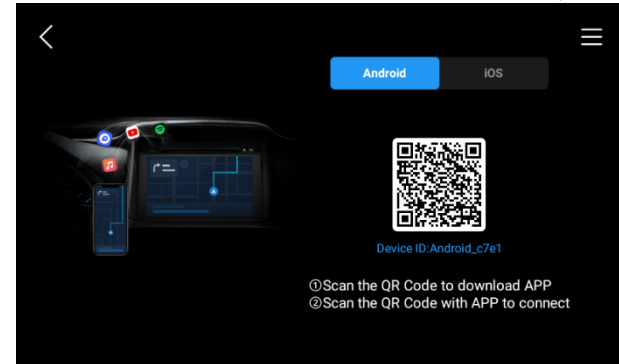 Android
iOS
Device ID:Android_c7e1
①Scan the QR Code to download APP
②Scan the QR Code with APP to connect